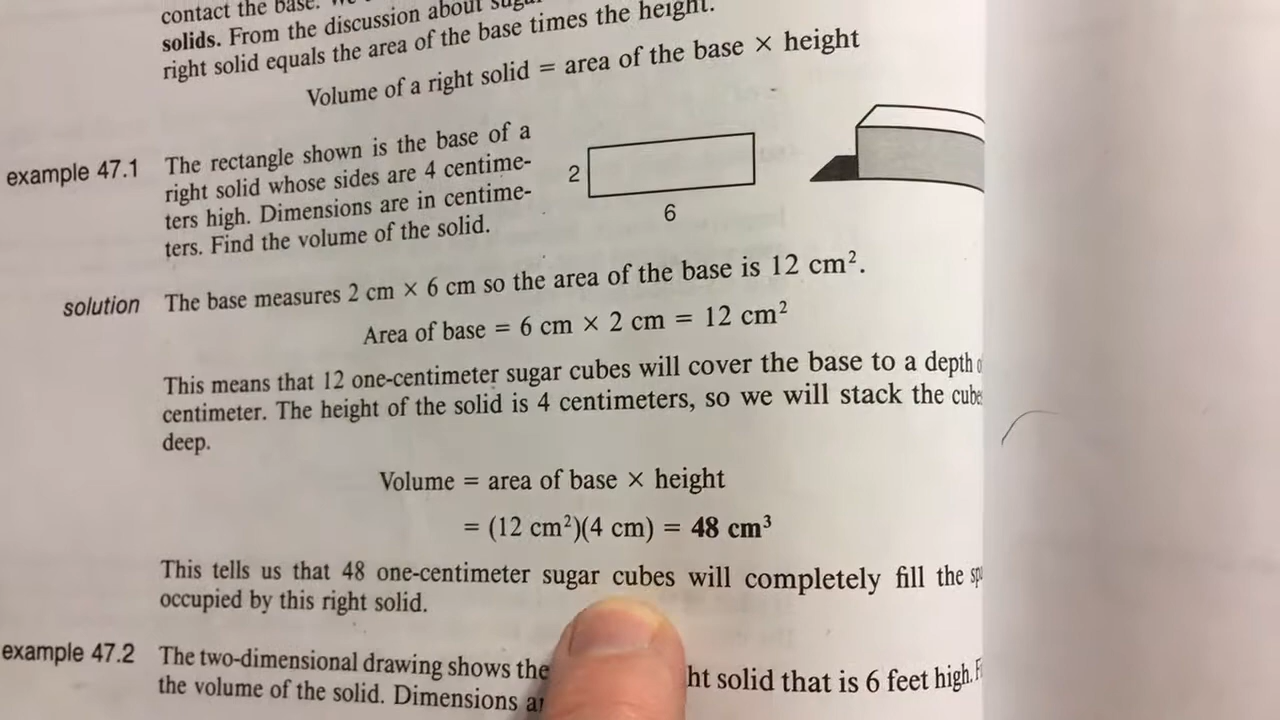 contact the base.
solids. From the discussion about
right solid equals the area of the base times the height.
Volume of a right solid = area of the base × height
example 47.1 The rectangle shown is the base of a
right solid whose sides are 4 centime-
ters high. Dimensions are in centime-
ters. Find the volume of the solid.
2
6
solution The base measures 2 cm × 6 cm so the area of the base is 12 cm².
Area of base = 6 cm × 2 cm = 12 cm²
This means that 12 one-centimeter sugar cubes will cover the base to a depth
centimeter. The height of the solid is 4 centimeters, so we will stack the
deep.
Volume = area of base × height
= (12 cm²)(4 cm) = 48 cm³
This tells us that 48 one-centimeter sugar cubes will completely fill the
occupied by this right solid.
example 47.2 The two-dimensional drawing shows the solid that is 6 feet high.
the volume of the solid. Dimensions